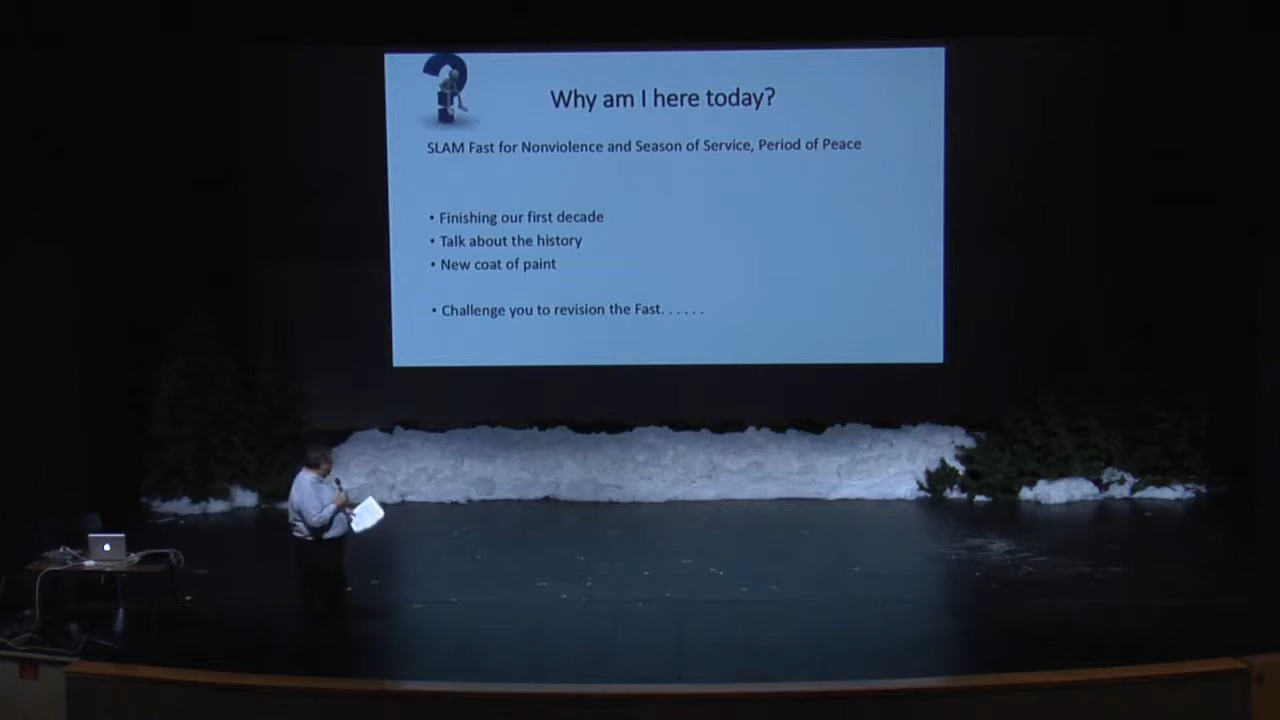 Why am I here today?
SLAM Fast for Nonviolence and Season of Service, Period of Peace
• Finishing our first decade
• Talk about the history
• New coat of paint
• Challenge you to revision the Fast. . . . . .